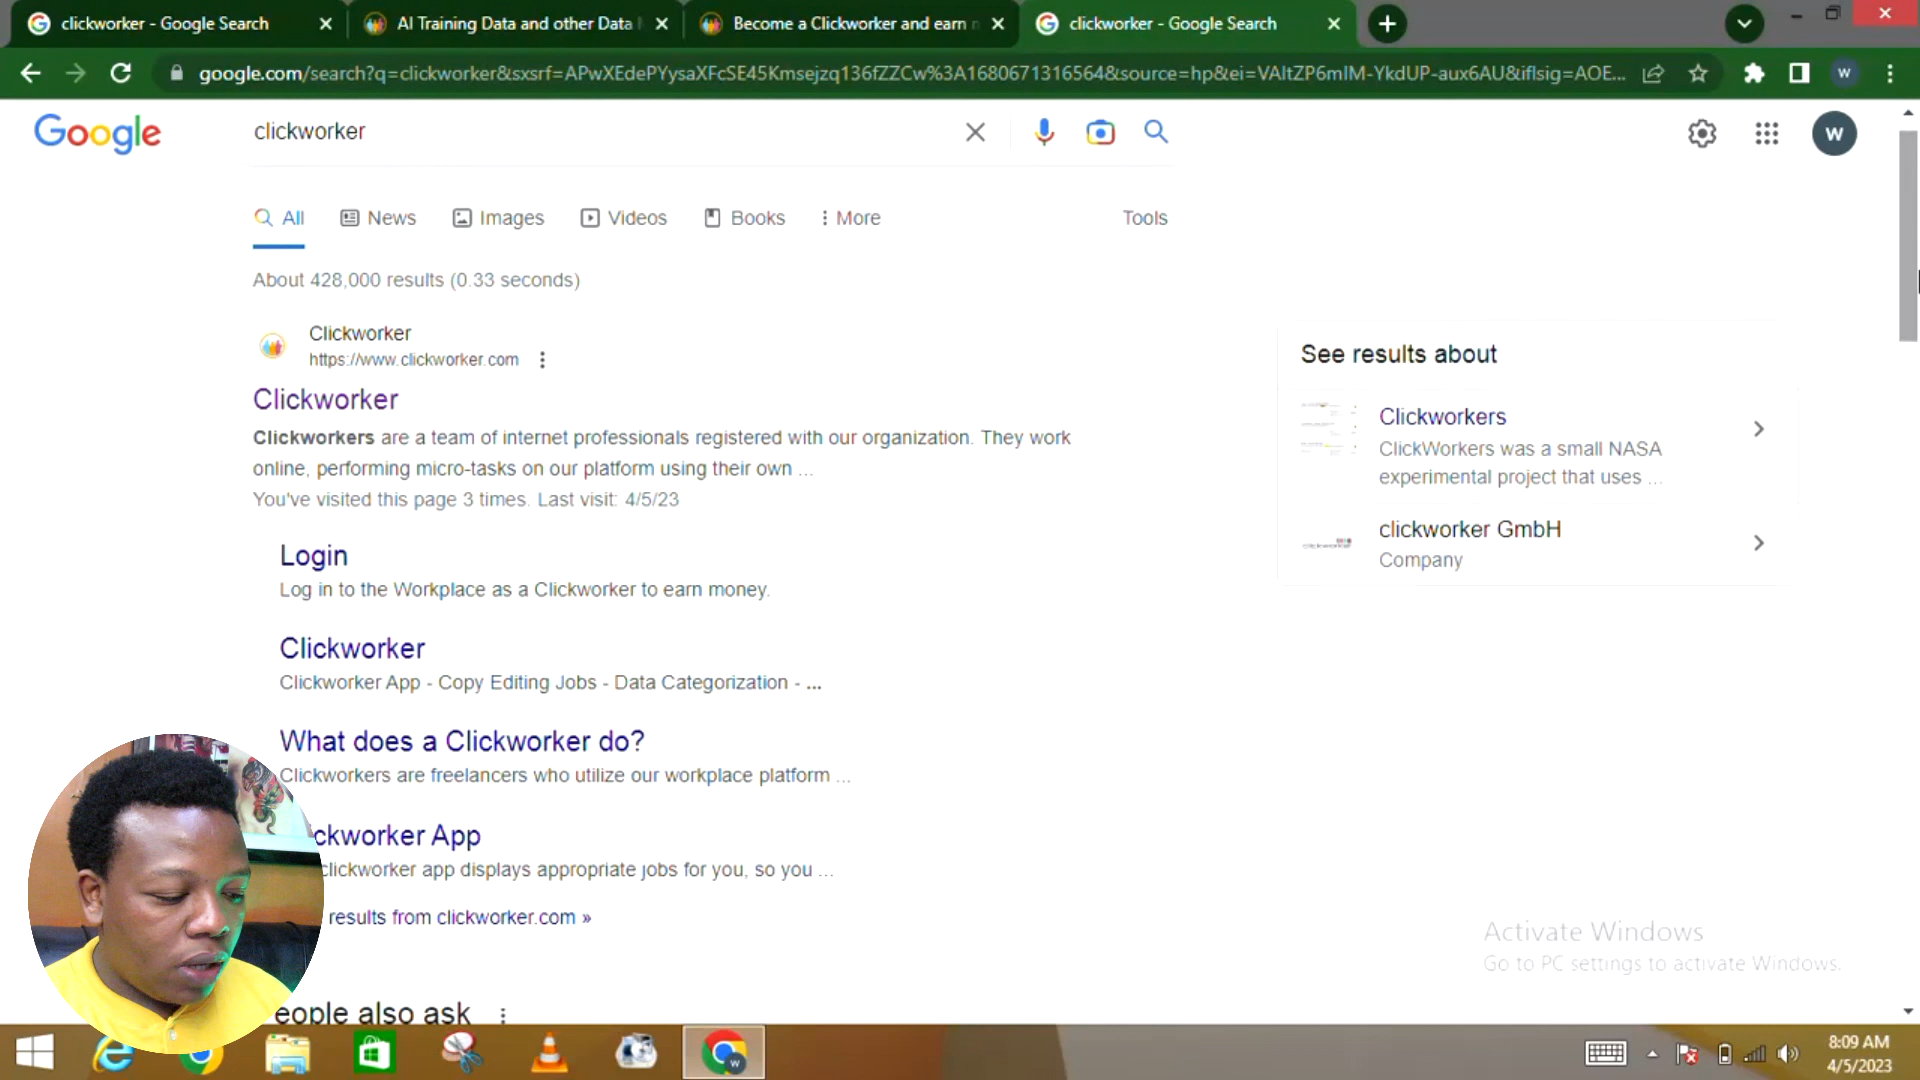 clickworker - Google Search
AI Training Data and other Data
Become a Clickworker and earn
clickworker - Google Search
google.com/search?q=clickworker&sxsrf=APwXEdePYysaXFcSE45Kmsejzq136fZZCw%3A1680671316564&source=hp&ei=VAItZP6mIM-YkdUP-aux6AU&iflsig=AOE...
W
Google
clickworker
W
All
News
Images
Videos
Books
More
Tools
About 428,000 results (0.33 seconds)
Clickworker
https://www.clickworker.com
Clickworker
Clickworkers are a team of internet professionals registered with our organization. They work
online, performing micro-tasks on our platform using their own ...
You've visited this page 3 times. Last visit: 4/5/23
Login
Log in to the Workplace as a Clickworker to earn money.
Clickworker
Clickworker App - Copy Editing Jobs - Data Categorization - ...
What does a Clickworker do?
Clickworkers are freelancers who utilize our workplace platform ...
ckworker App
clickworker app displays appropriate jobs for you, so you ...
results from clickworker.com »
eople also ask
See results about
Clickworkers
ClickWorkers was a small NASA
experimental project that uses ...
clickworker GmbH
Company
Activate Windows
Go to PC settings to activate Windows.
8:09 AM
4/5/2023